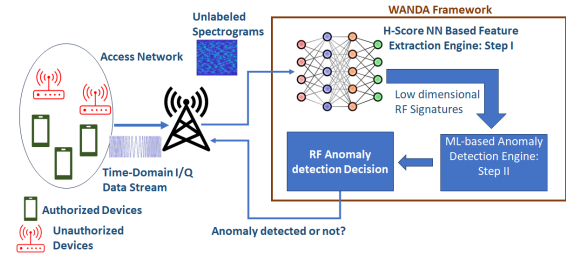 WANDA Framework
Unlabeled
Spectrograms
H-Score NN Based Feature
Extraction Engine: Step I
Access Network
Low dimensional
RF Signatures
ML-based Anomaly
Detection Engine:
Step II
RF Anomaly
detection Decision
Time-Domain I/Q
Data Stream
Authorized Devices
Unauthorized
Devices
Anomaly detected or not?